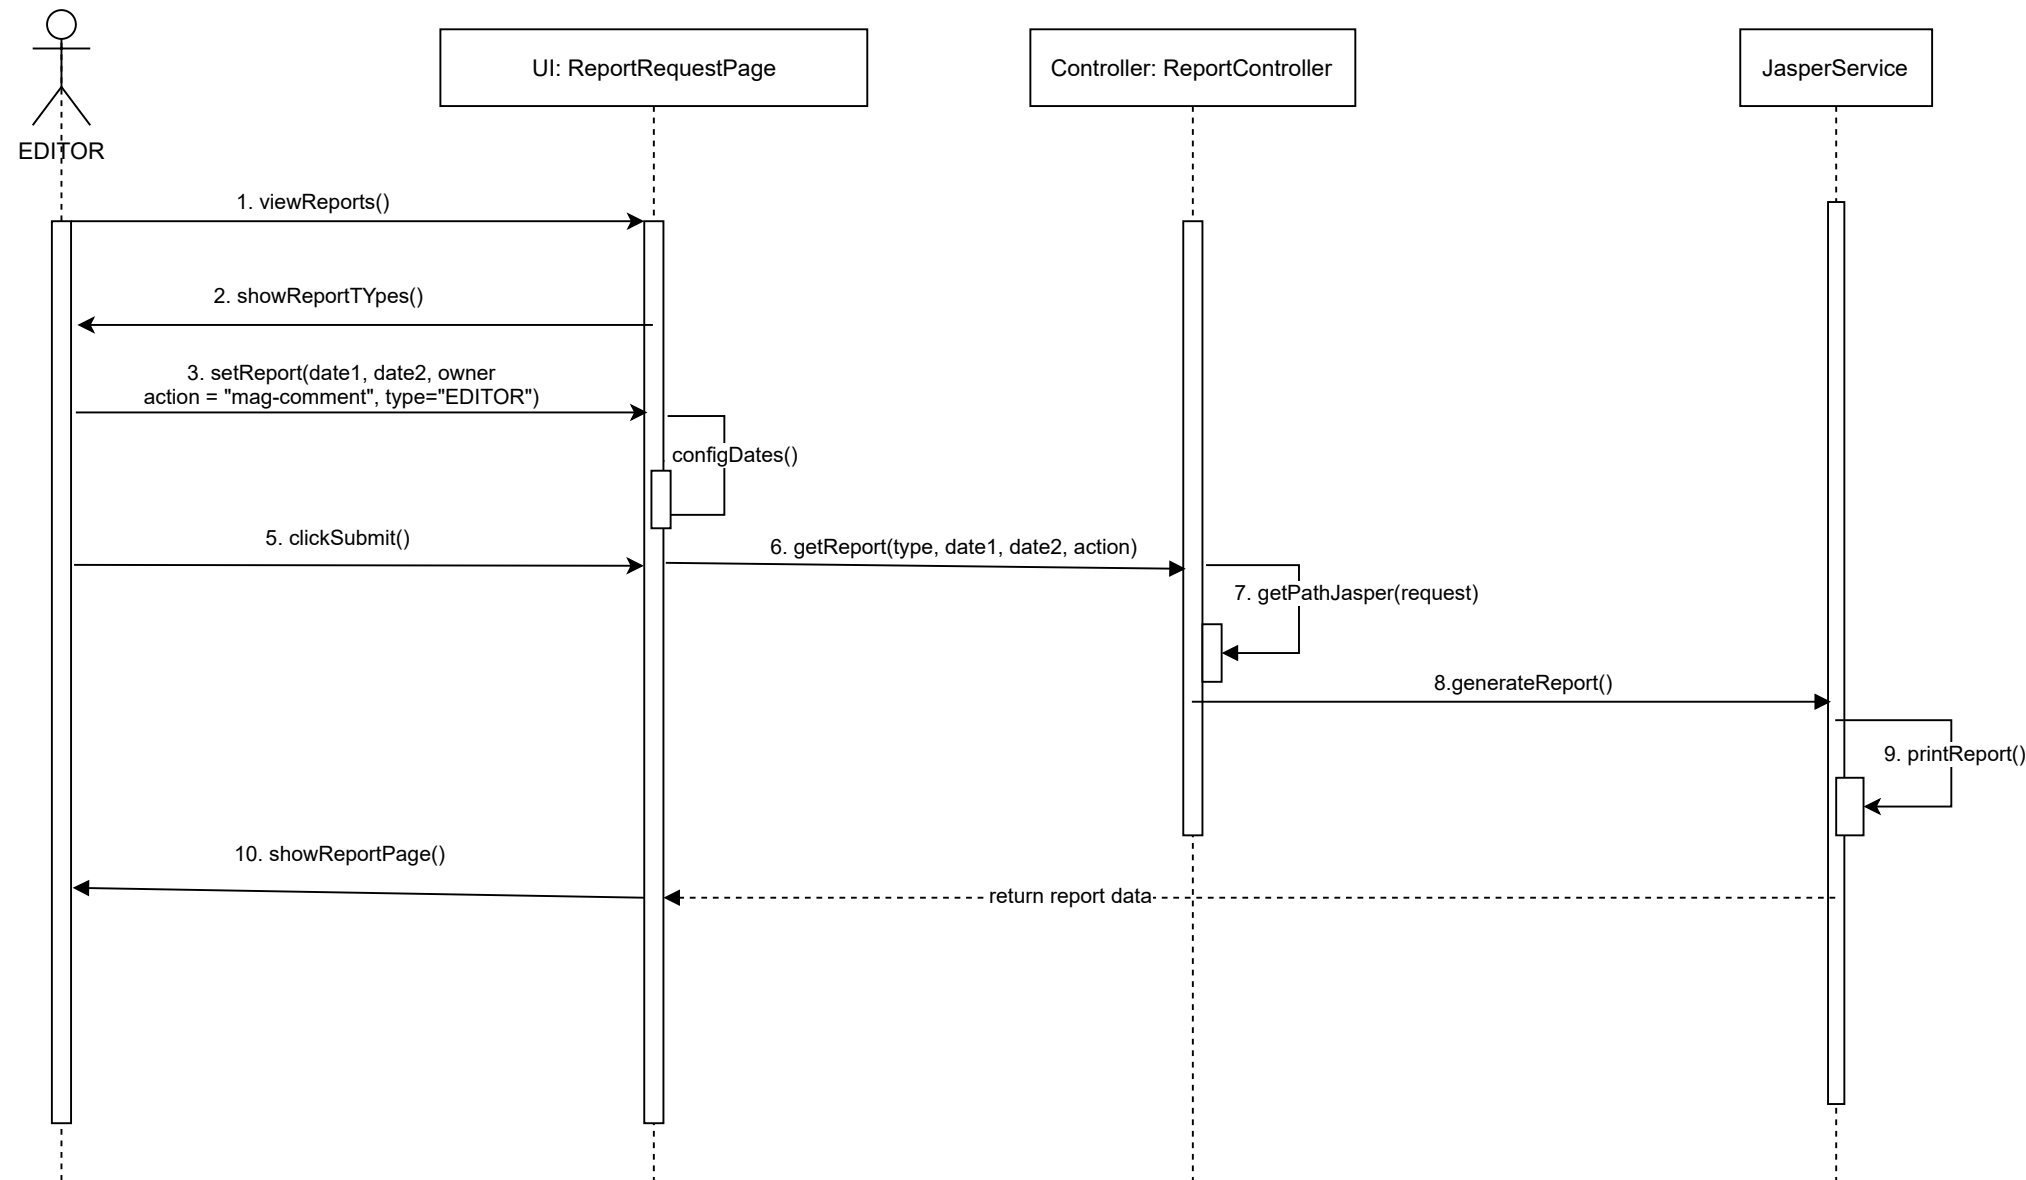 UI: ReportRequestPage
Controller: ReportController
JasperService
EDITOR
1. viewReports()
2. showReportTYpes()
3. setReport(date1, date2, owner
action = "mag-comment", type="EDITOR")
configDates()
5. clickSubmit()
6. getReport(type, date1, date2, action)
7. getPathJasper(request)
8.generateReport()
9. printReport()
10. showReportPage()
return report data